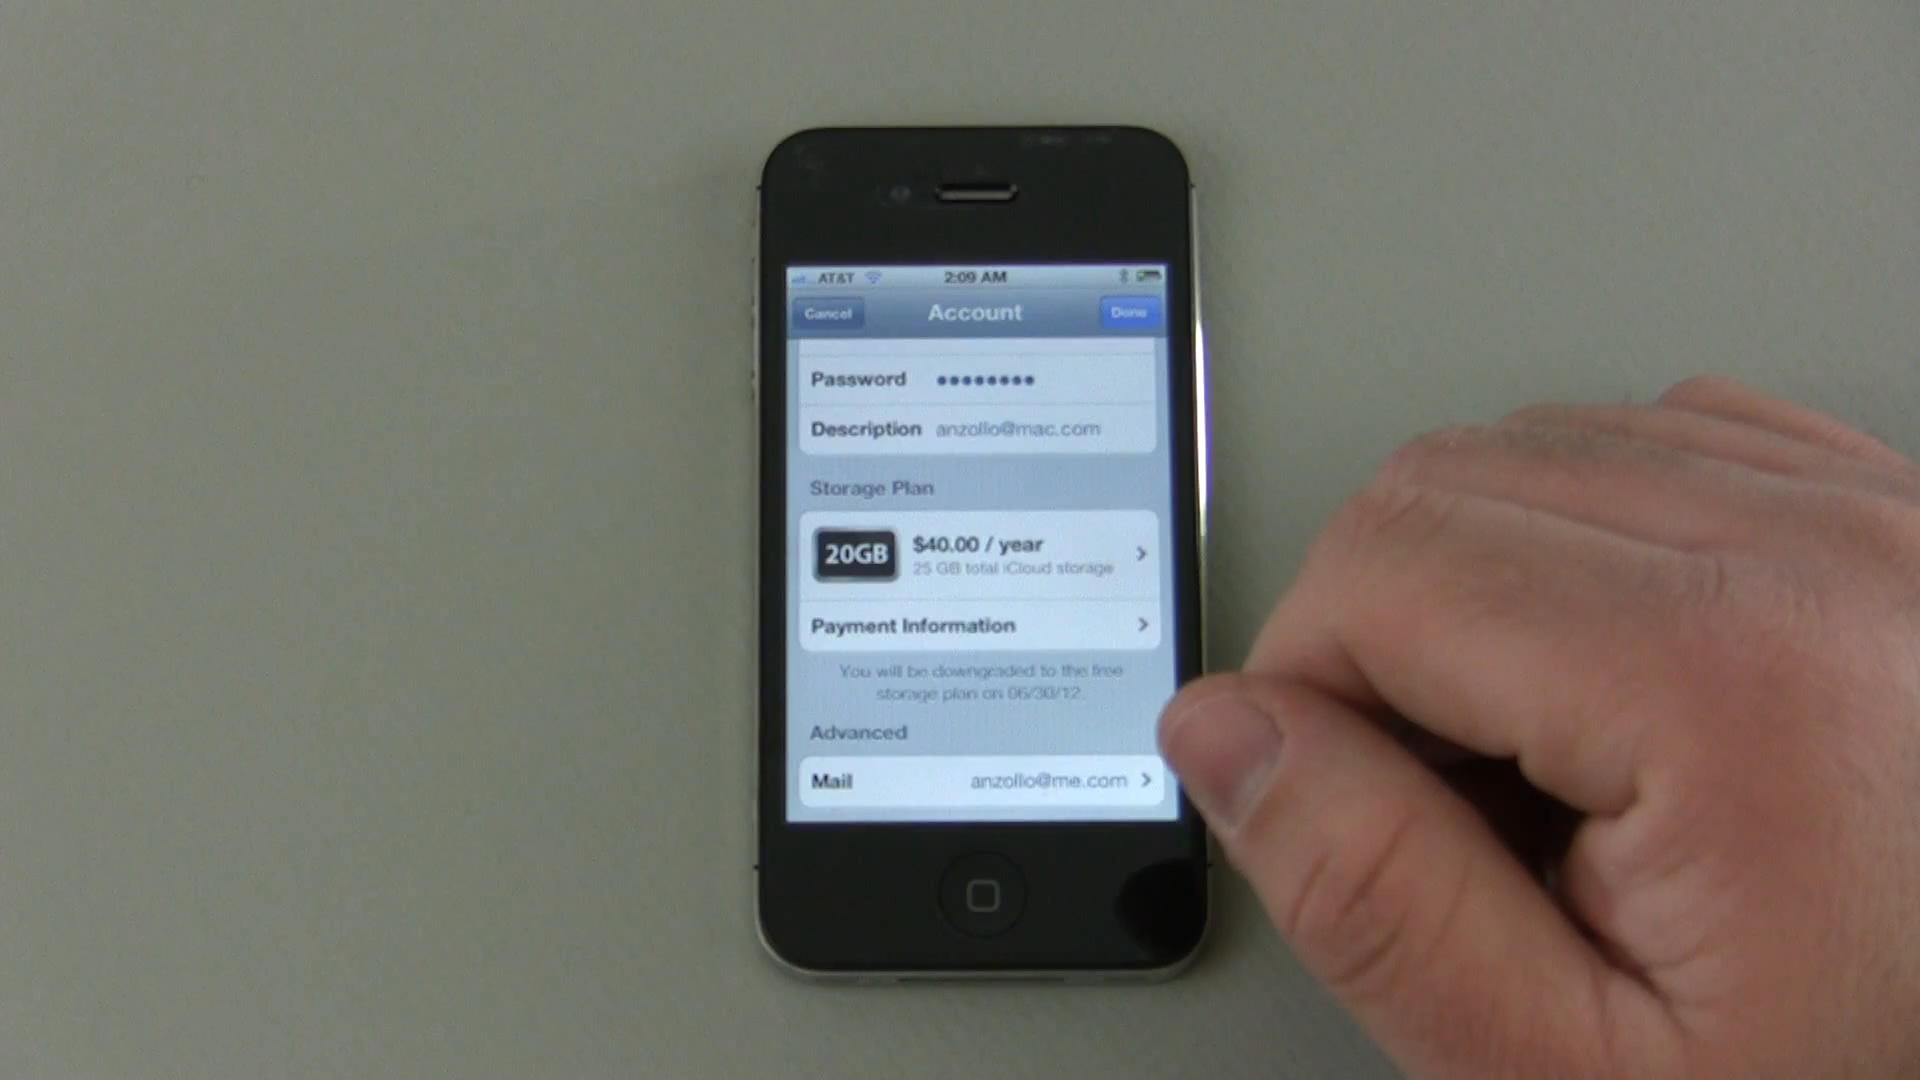 AT&T 2:09 AM
Cancel Account Done
Password ••••••••
Description anzollo@mac.com
Storage Plan
20GB $40.00 / year
25 GB total iCloud storage
Payment Information
You will be downgraded to the free
storage plan on 06/30/12.
Advanced
Mail anzollo@me.com